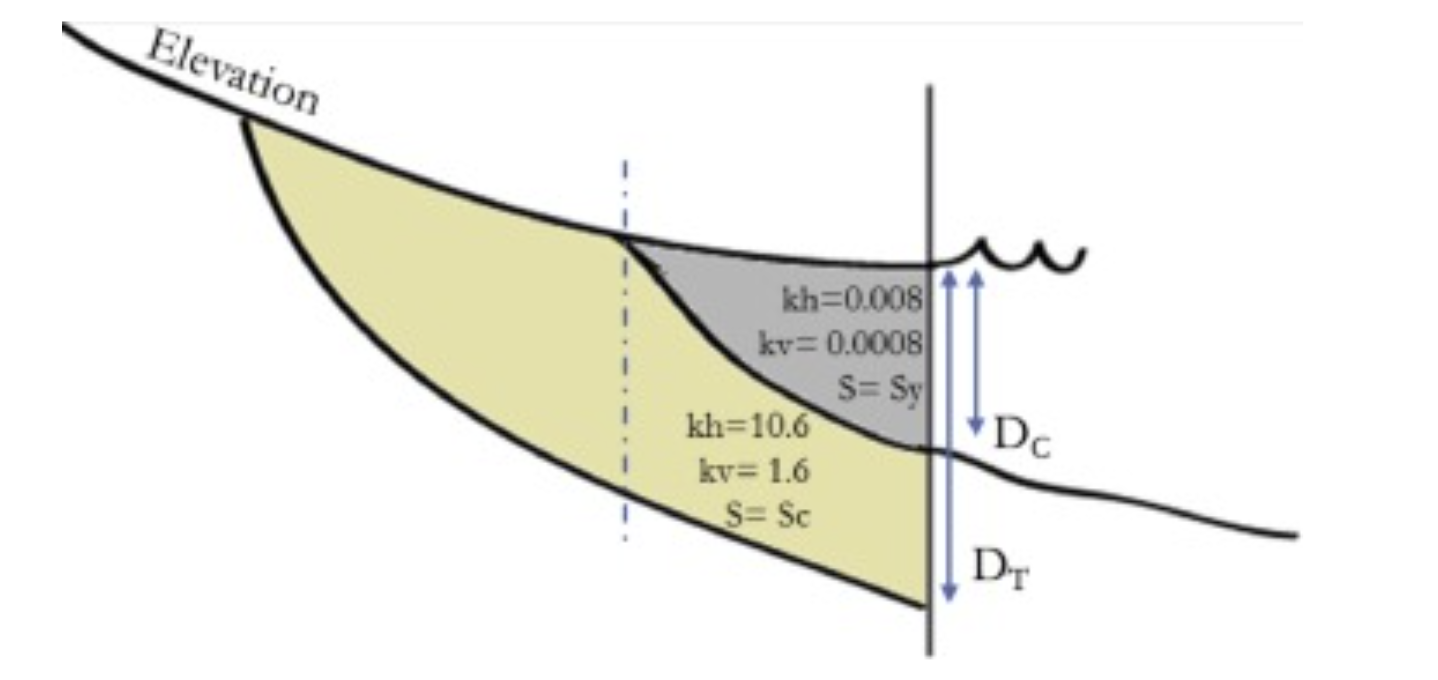 Elevation
kh=0.008
kv= 0.0008
S= Sy
kh=10.6
kv= 1.6
S= Sc
DC
DT